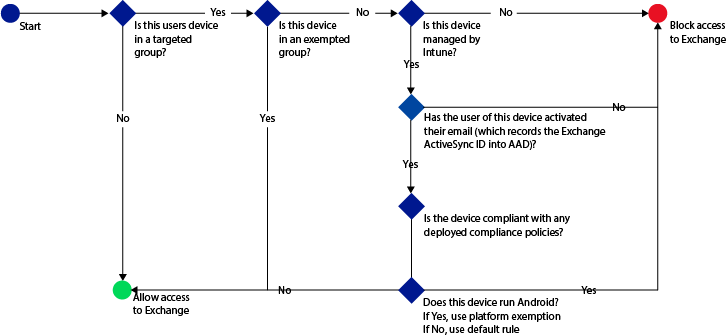 Start
Is this users device
in a targeted
group?
Yes
Is this device
in an exempted
group?
No
Is this device
managed by
Intune?
No
Block access
to Exchange
Yes
No
Yes
Has the user of this device activated
their email (which records the Exchange
ActiveSync ID into AAD)?
No
Yes
Is the device compliant with any
deployed compliance policies?
Allow access
to Exchange
No
Does this device run Android?
If Yes, use platform exemption
If No, use default rule
Yes